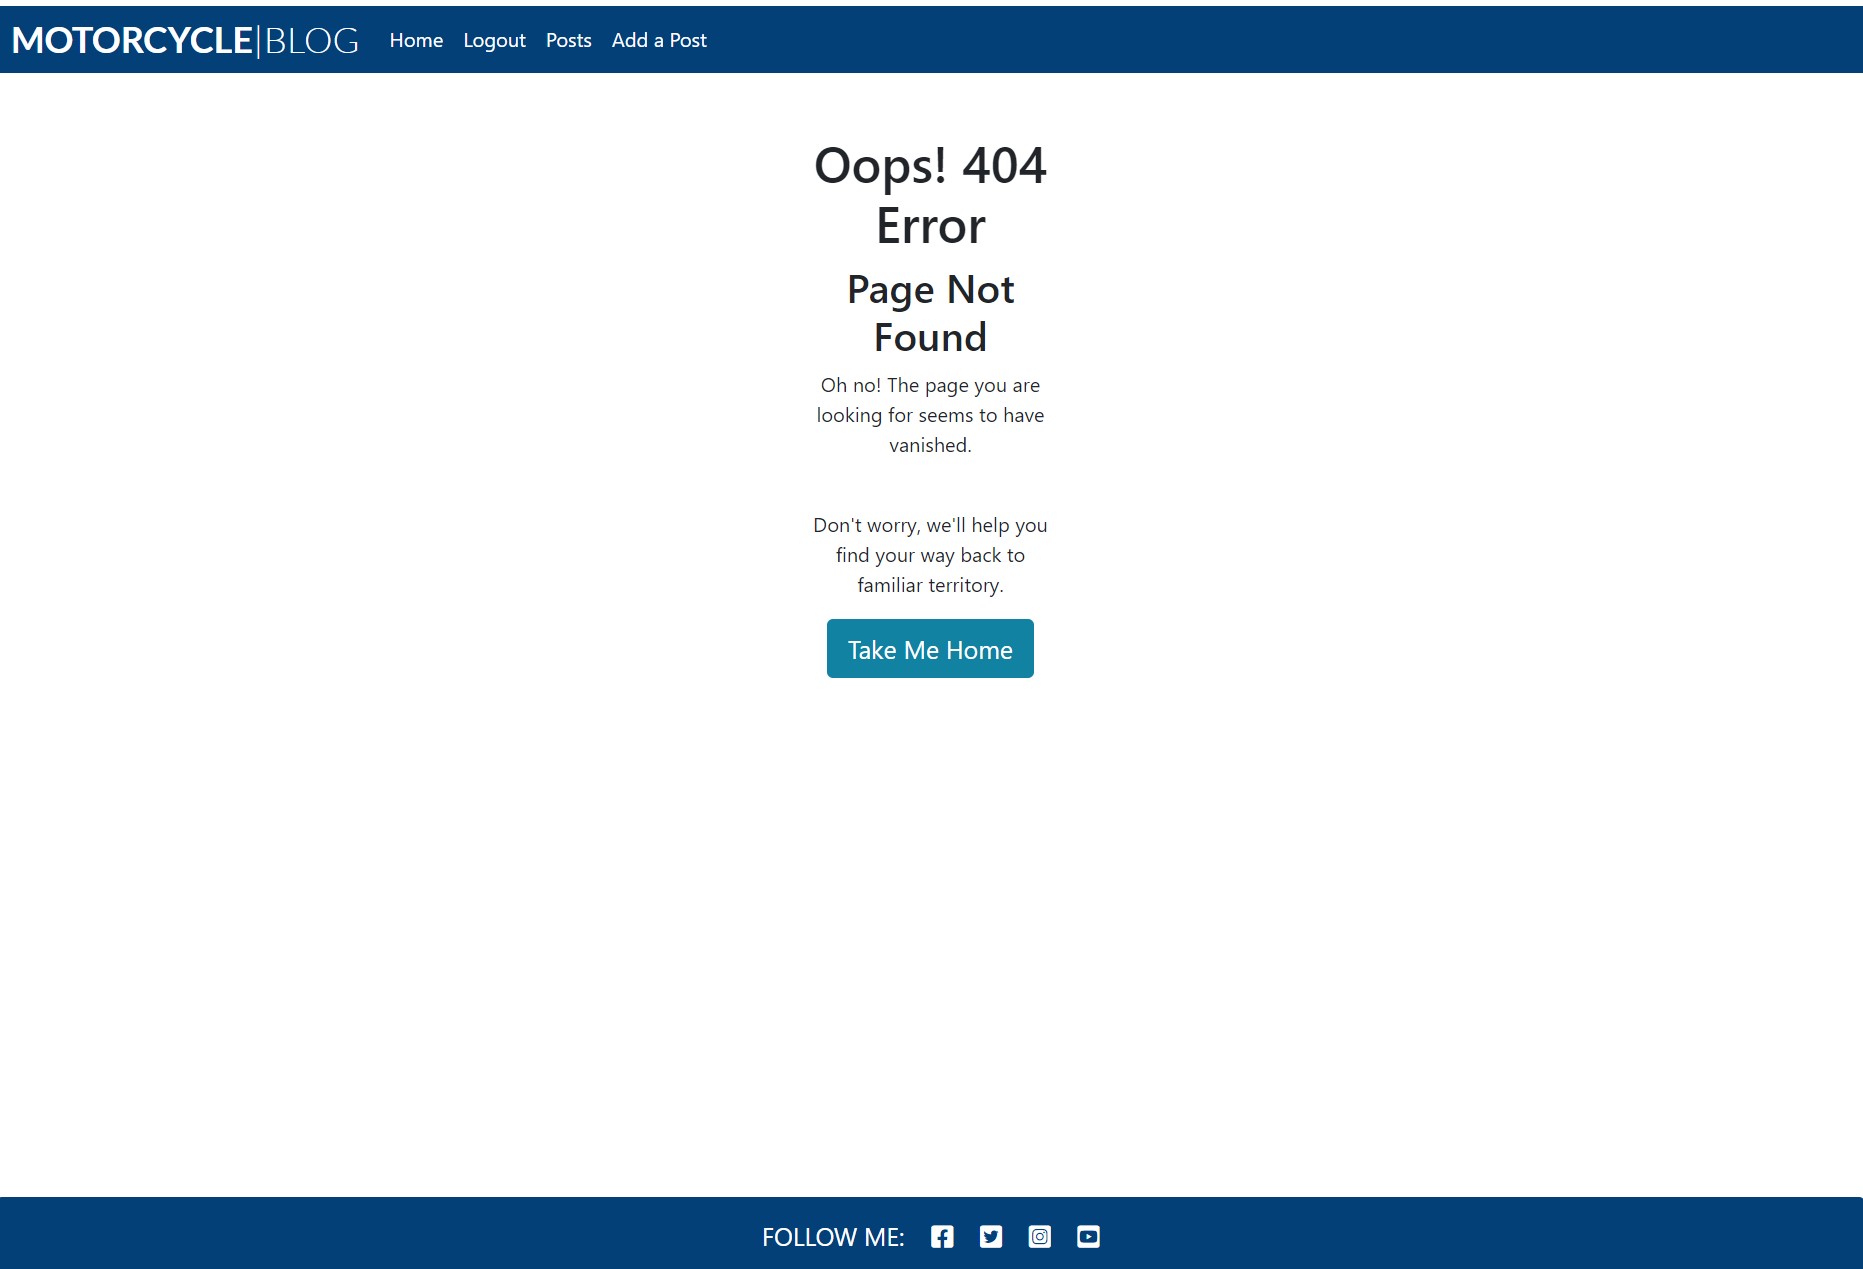 MOTORCYCLE|BLOG Home Logout Posts Add a Post
Oops! 404
Error
Page Not
Found
Oh no! The page you are
looking for seems to have
vanished.
Don't worry, we'll help you
find your way back to
familiar territory.
Take Me Home
FOLLOW ME: